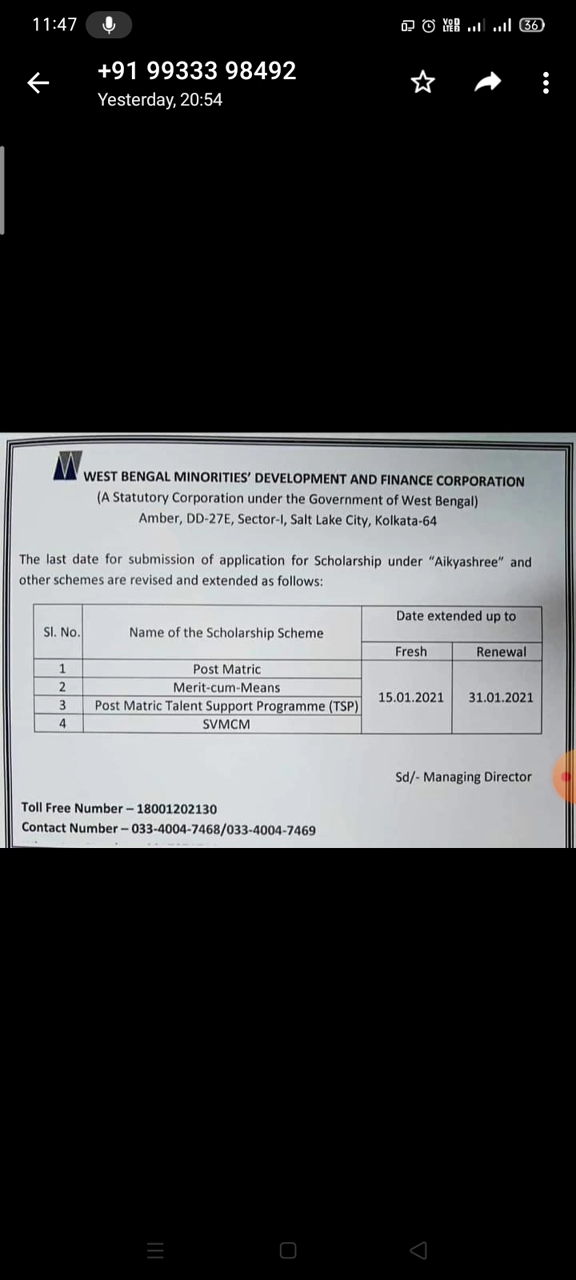 11:47
VoD
LTED
36
+91 99333 98492
Yesterday, 20:54
WEST BENGAL MINORITIES' DEVELOPMENT AND FINANCE CORPORATION
(A Statutory Corporation under the Government of West Bengal)
Amber, DD-27E, Sector-I, Salt Lake City, Kolkata-64
The last date for submission of application for Scholarship under "Aikyashree" and
other schemes are revised and extended as follows:
Sl. No. Name of the Scholarship Scheme Date extended up to
Fresh Renewal
1 Post Matric
2 Merit-cum-Means
3 Post Matric Talent Support Programme (TSP) 15.01.2021 31.01.2021
4 SVMCM
Sd/- Managing Director
Toll Free Number – 18001202130
Contact Number – 033-4004-7468/033-4004-7469